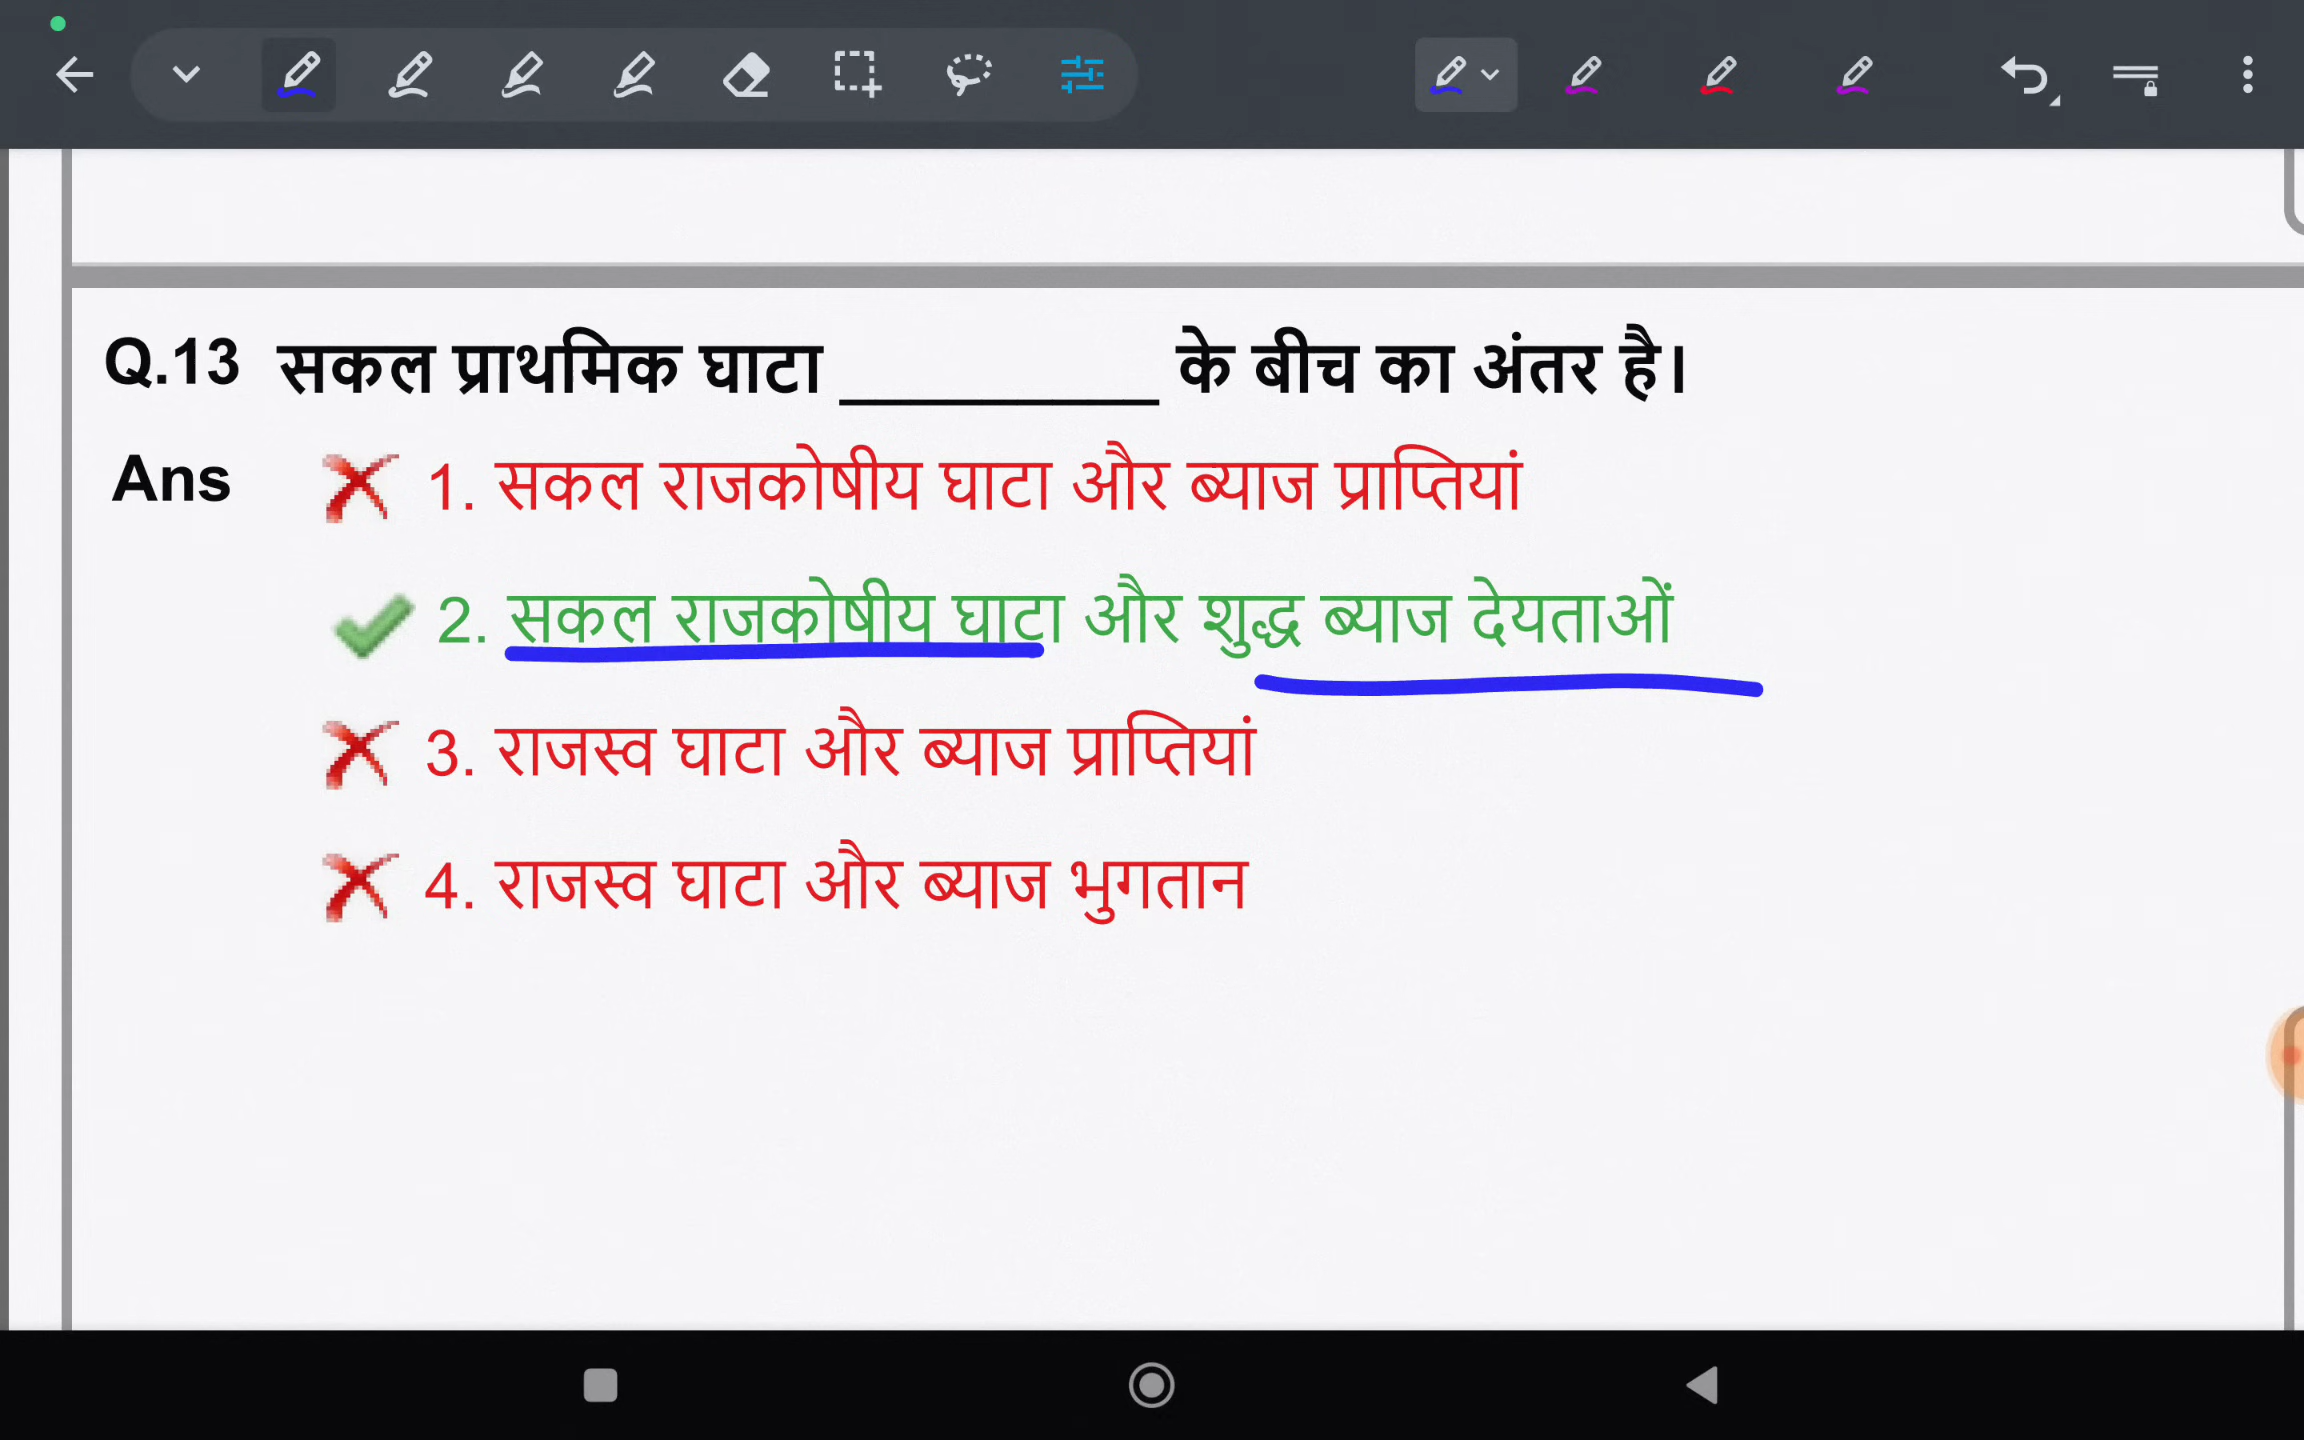 Q.13 सकल प्राथमिक घाटा _________ के बीच का अंतर है।
Ans 1. सकल राजकोषीय घाटा और ब्याज प्राप्तियां
2. सकल राजकोषीय घाटा और शुद्ध ब्याज देयताओं
3. राजस्व घाटा और ब्याज प्राप्तियां
4. राजस्व घाटा और ब्याज भुगतान